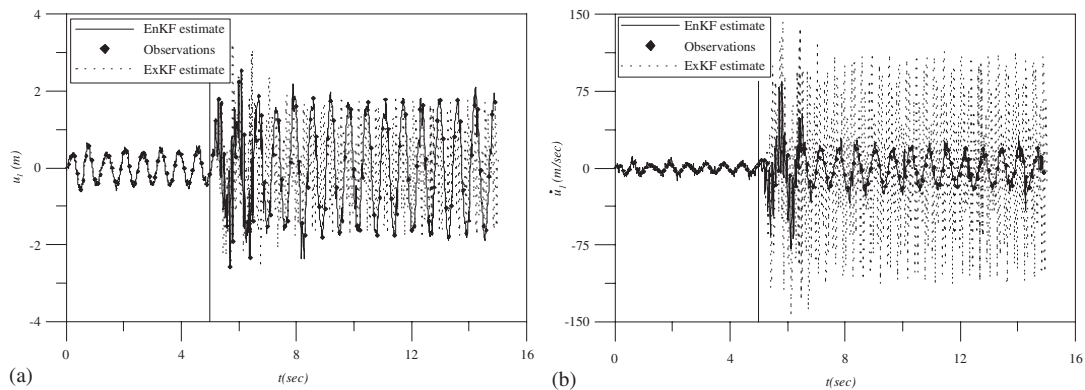 (a)
EnKF estimate
Observations
ExKF estimate
u₁ (m)
4
2
0
-2
-4
0
4
8
12
16
t(sec)
(b)
EnKF estimate
Observations
ExKF estimate
u̇₁ (m/sec)
150
75
0
-75
-150
0
4
8
12
16
t(sec)